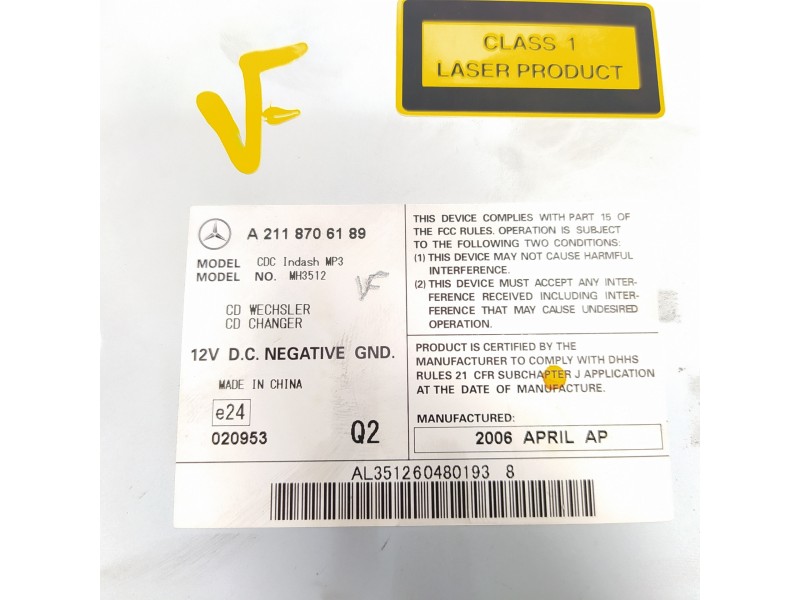 CLASS 1
LASER PRODUCT
VF
A 211 870 61 89
MODEL CDC Indash MP3
MODEL NO. MH3512
VF
CD WECHSLER
CD CHANGER
12V D.C. NEGATIVE GND.
MADE IN CHINA
e24
020953 Q2
THIS DEVICE COMPLIES WITH PART 15 OF
THE FCC RULES. OPERATION IS SUBJECT
TO THE FOLLOWING TWO CONDITIONS:
(1) THIS DEVICE MAY NOT CAUSE HARMFUL
INTERFERENCE.
(2) THIS DEVICE MUST ACCEPT ANY INTER-
FERENCE RECEIVED INCLUDING INTER-
FERENCE THAT MAY CAUSE UNDESIRED
OPERATION.
PRODUCT IS CERTIFIED BY THE
MANUFACTURER TO COMPLY WITH DHHS
RULES 21 CFR SUBCHAPTER J APPLICATION
AT THE DATE OF MANUFACTURE.
MANUFACTURED:
2006 APRIL AP
AL351260480193 8